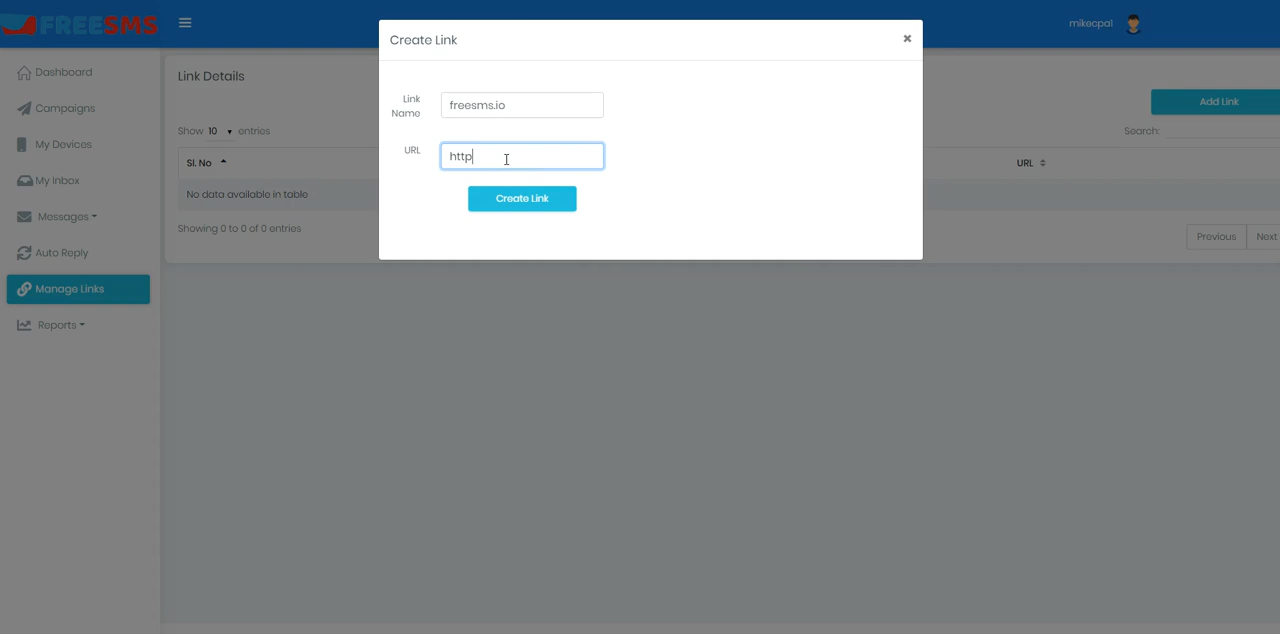 FREESMS
mikecpal
Create Link
×
Dashboard
Campaigns
My Devices
My Inbox
Messages
Auto Reply
Manage Links
Reports
Link Details
Add Link
Show 10 entries
Search:
Sl. No
URL
No data available in table
Showing 0 to 0 of 0 entries
Previous
Next
Link
Name
freesms.io
URL
http
Create Link